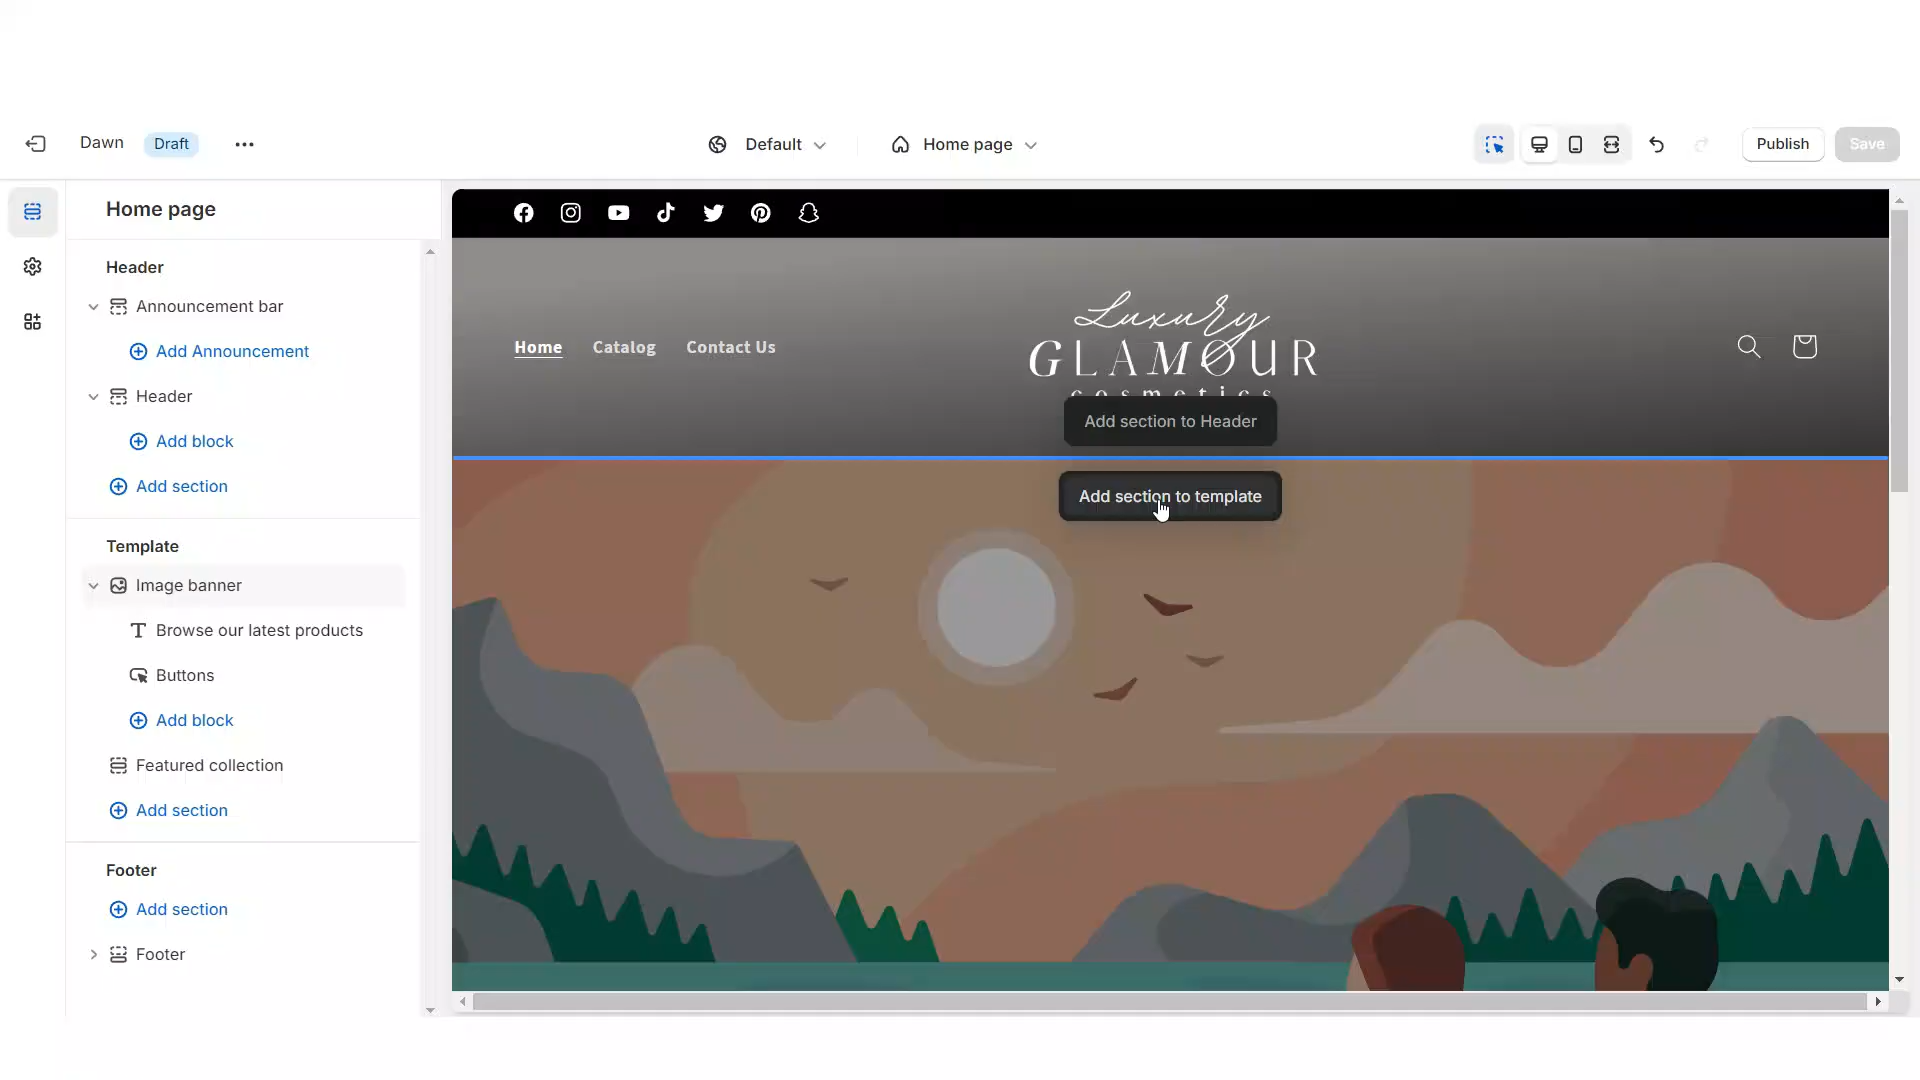 Dawn
Draft
Default
Home page
Publish
Save
Home page
Header
Announcement bar
Add Announcement
Header
Add block
Add section
Template
Image banner
Browse our latest products
Buttons
Add block
Featured collection
Add section
Footer
Add section
Footer
Home
Catalog
Contact Us
Luxury
GLAMOUR
cosmetics
Add section to Header
Add section to template